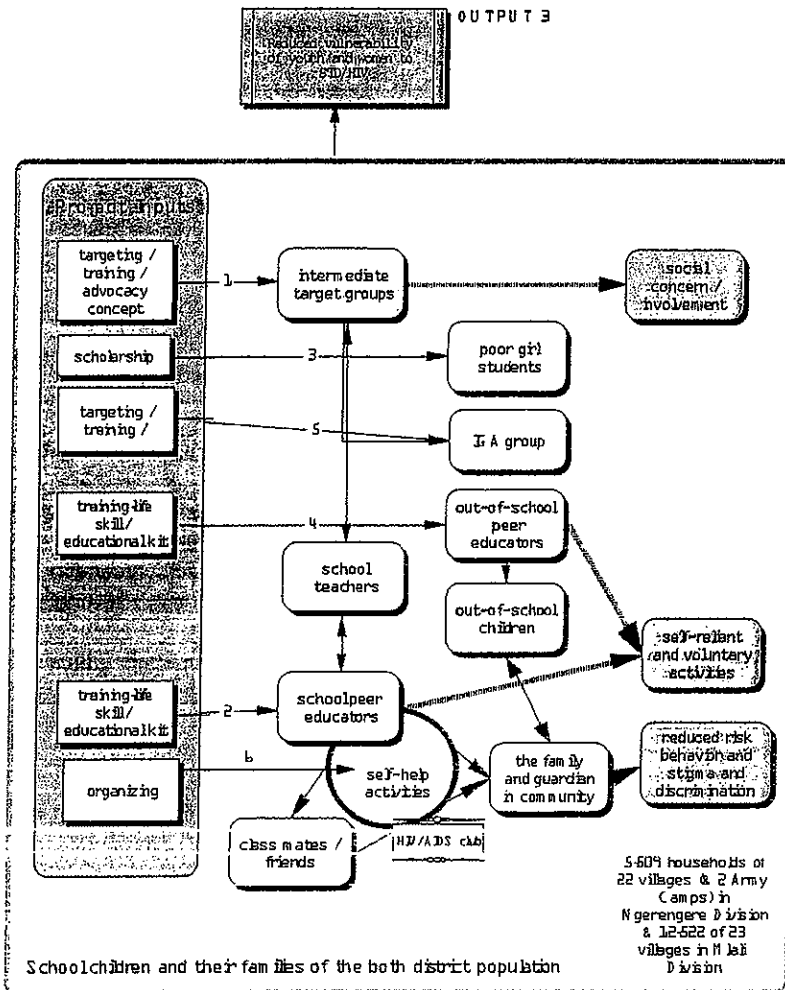 OUTPUT 3
Reduced vulnerability
of youth and women to
STD/HIV
Project inputs
targeting /
training /
advocacy
concept
1
intermediate
target groups
social
concern /
involvement
scholarship
3
poor girl
students
targeting /
training /
5
IGA group
training-life
skill/
educational kit
4
out-of-school
peer
educators
school
teachers
out-of-school
children
self-reliant
and voluntary
activities
training-life
skill/
educational kit
2
school peer
educators
organizing
6
self-help
activities
the family
and guardian
in community
reduced risk
behavior and
stigma and
discrimination
class mates /
friends
HIV/AIDS club
5,609 households of
22 villages & 2 Army
Camps) in
Ngerengere Division
& 12,522 of 23
villages in Mlali
Division
Schoolchildren and their families of the both district population